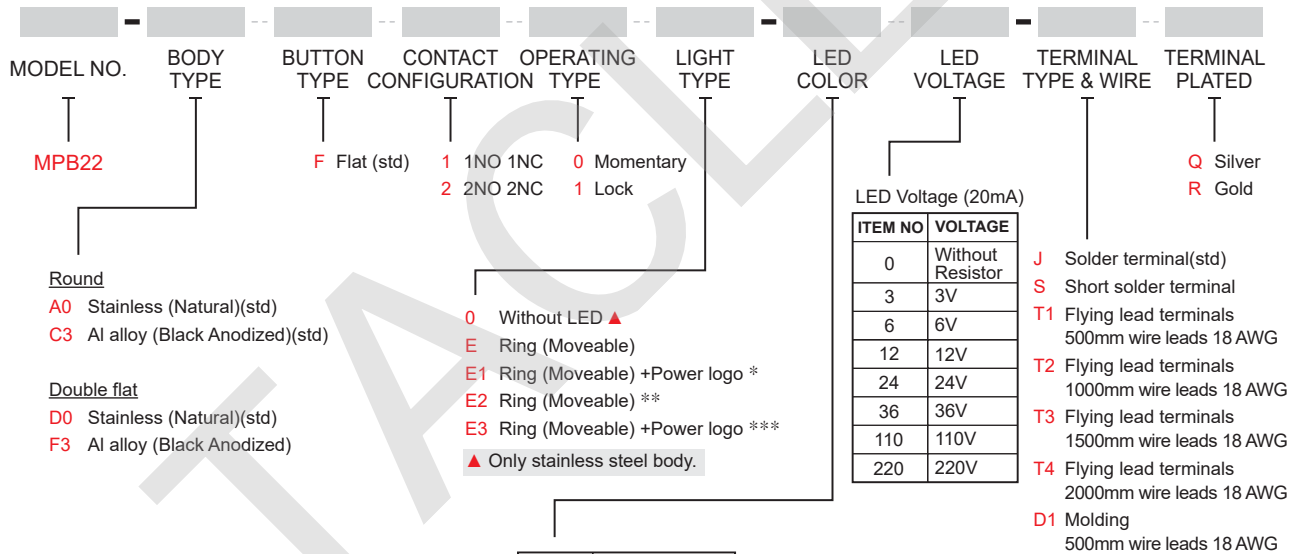 MODEL NO.
BODY
TYPE
BUTTON
TYPE
CONTACT
CONFIGURATION
OPERATING
TYPE
LIGHT
TYPE
LED
COLOR
LED
VOLTAGE
TERMINAL
TYPE & WIRE
TERMINAL
PLATED
MPB22
F Flat (std)
1 1NO 1NC
2 2NO 2NC
0 Momentary
1 Lock
Q Silver
R Gold
Round
A0 Stainless (Natural)(std)
C3 Al alloy (Black Anodized)(std)
Double flat
D0 Stainless (Natural)(std)
F3 Al alloy (Black Anodized)
0 Without LED ▲
E Ring (Moveable)
E1 Ring (Moveable) +Power logo *
E2 Ring (Moveable) **
E3 Ring (Moveable) +Power logo ***
▲ Only stainless steel body.
LED Voltage (20mA)
ITEM NO VOLTAGE
0 Without
Resistor
3 3V
6 6V
12 12V
24 24V
36 36V
110 110V
220 220V
J Solder terminal(std)
S Short solder terminal
T1 Flying lead terminals
500mm wire leads 18 AWG
T2 Flying lead terminals
1000mm wire leads 18 AWG
T3 Flying lead terminals
1500mm wire leads 18 AWG
T4 Flying lead terminals
2000mm wire leads 18 AWG
D1 Molding
500mm wire leads 18 AWG